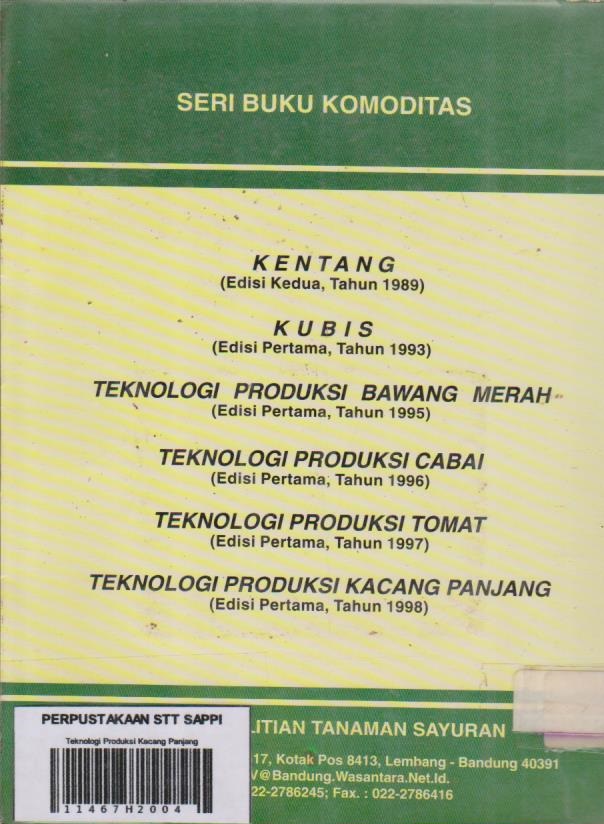 SERI BUKU KOMODITAS
KENTANG
(Edisi Kedua, Tahun 1989)
KUBIS
(Edisi Pertama, Tahun 1993)
TEKNOLOGI PRODUKSI BAWANG MERAH
(Edisi Pertama, Tahun 1995)
TEKNOLOGI PRODUKSI CABAI
(Edisi Pertama, Tahun 1996)
TEKNOLOGI PRODUKSI TOMAT
(Edisi Pertama, Tahun 1997)
TEKNOLOGI PRODUKSI KACANG PANJANG
(Edisi Pertama, Tahun 1998)
PERPUSTAKAAN STT SAPPI
Teknologi Produksi Kacang Panjang
11467H2004
LITIAN TANAMAN SAYURAN
17, Kotak Pos 8413, Lembang - Bandung 40391
@Bandung.Wasantara.Net.Id.
022-2786245; Fax. : 022-2786416